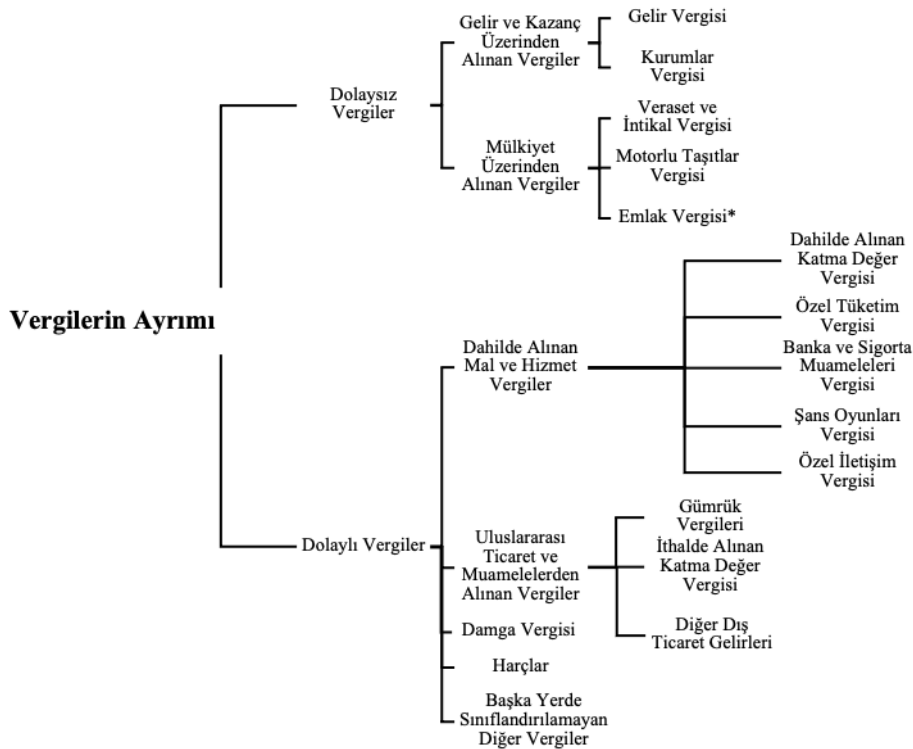 Vergilerin Ayrımı
Dolaysız
Vergiler
Gelir ve Kazanç
Üzerinden
Alınan Vergiler
Gelir Vergisi
Kurumlar
Vergisi
Mülkiyet
Üzerinden
Alınan Vergiler
Veraset ve
İntikal Vergisi
Motorlu Taşıtlar
Vergisi
Emlak Vergisi*
Dolaylı Vergiler
Dahilde Alınan
Mal ve Hizmet
Vergiler
Dahilde Alınan
Katma Değer
Vergisi
Özel Tüketim
Vergisi
Banka ve Sigorta
Muameleleri
Vergisi
Şans Oyunları
Vergisi
Özel İletişim
Vergisi
Uluslararası
Ticaret ve
Muamelelerden
Alınan Vergiler
Gümrük
Vergileri
İthalde Alınan
Katma Değer
Vergisi
Diğer Dış
Ticaret Gelirleri
Damga Vergisi
Harçlar
Başka Yerde
Sınıflandırılamayan
Diğer Vergiler